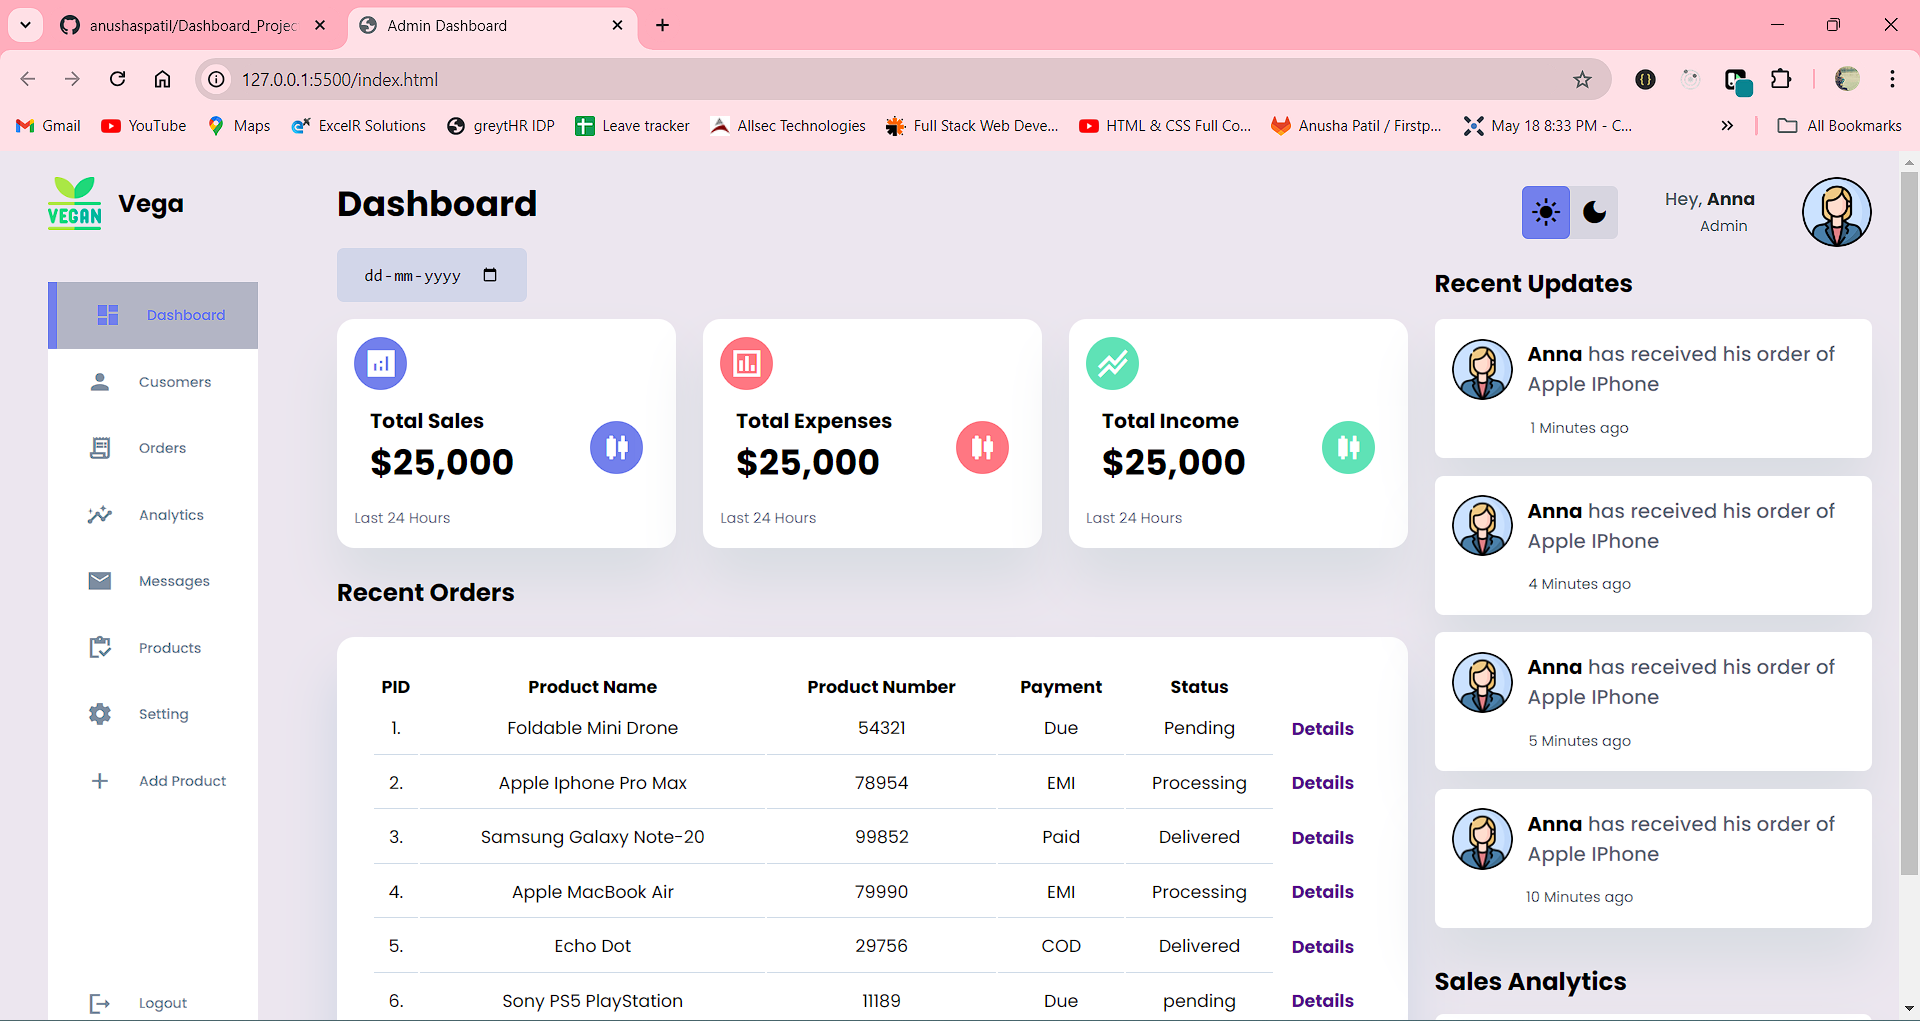 anushaspatil/Dashboard_Projec
Admin Dashboard
127.0.0.1:5500/index.html
Gmail
YouTube
Maps
ExcelR Solutions
greytHR IDP
Leave tracker
Allsec Technologies
Full Stack Web Deve...
HTML & CSS Full Co...
Anusha Patil / Firstp...
May 18 8:33 PM - C...
All Bookmarks
VEGAN
Vega
Dashboard
Cusomers
Orders
Analytics
Messages
Products
Setting
Add Product
Logout
Dashboard
dd-mm-yyyy
Total Sales
$25,000
Last 24 Hours
Total Expenses
$25,000
Last 24 Hours
Total Income
$25,000
Last 24 Hours
Recent Orders
PID Product Name Product Number Payment Status
1. Foldable Mini Drone 54321 Due Pending Details
2. Apple Iphone Pro Max 78954 EMI Processing Details
3. Samsung Galaxy Note-20 99852 Paid Delivered Details
4. Apple MacBook Air 79990 EMI Processing Details
5. Echo Dot 29756 COD Delivered Details
6. Sony PS5 PlayStation 11189 Due pending Details
Hey, Anna
Admin
Recent Updates
Anna has received his order of
Apple IPhone
1 Minutes ago
Anna has received his order of
Apple IPhone
4 Minutes ago
Anna has received his order of
Apple IPhone
5 Minutes ago
Anna has received his order of
Apple IPhone
10 Minutes ago
Sales Analytics